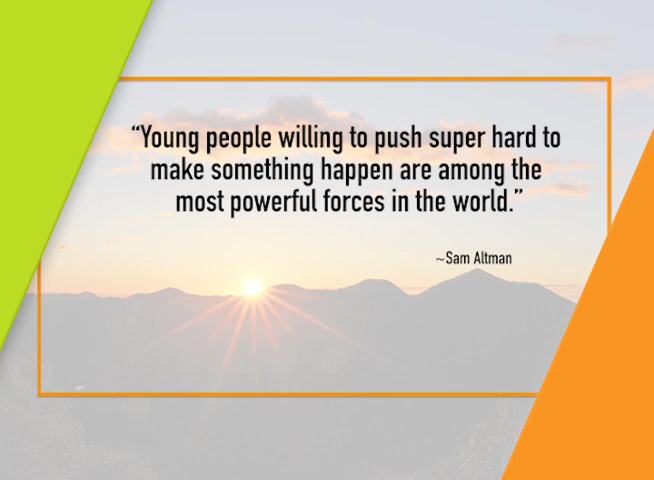 “Young people willing to push super hard to
make something happen are among the
most powerful forces in the world.”
~Sam Altman